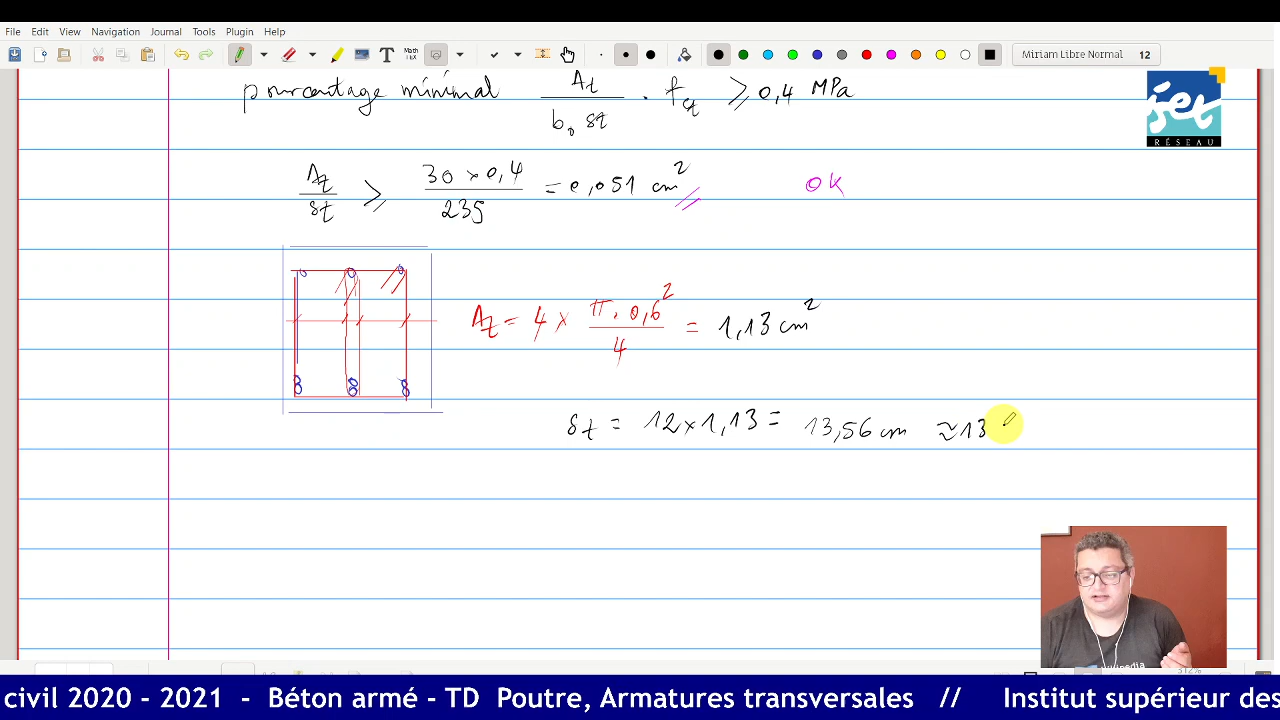 File Edit View Navigation Journal Tools Help
Miriam Libre Normal 12
pourcentage minimal At / b0 st . fet ≥ 0,4 MPa
iset
RÉSEAU
At / st ≥ 30 x 0,4 / 235 = 0,051 cm² OK
At = 4 x π . 0,6² / 4 = 1,13 cm²
st = 12 x 1,13 = 13,56 cm ≈ 13
civil 2020 - 2021 - Béton armé - TD Poutre, Armatures transversales // Institut supérieur des